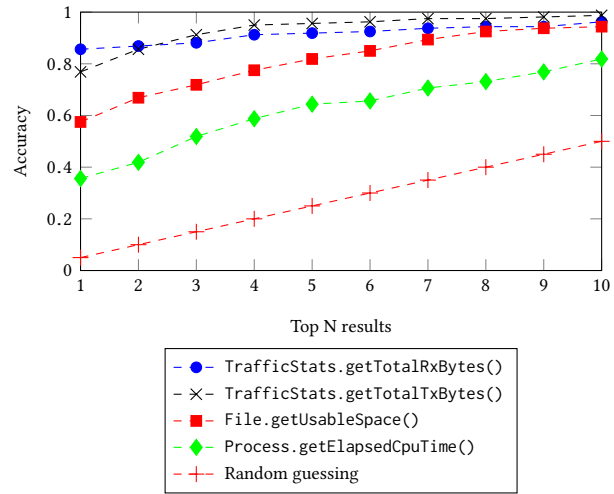 1
0.8
0.6
0.4
0.2
0
Accuracy
1 2 3 4 5 6 7 8 9 10
Top N results
TrafficStats.getTotalRxBytes()
TrafficStats.getTotalTxBytes()
File.getUsableSpace()
Process.getElapsedCpuTime()
Random guessing